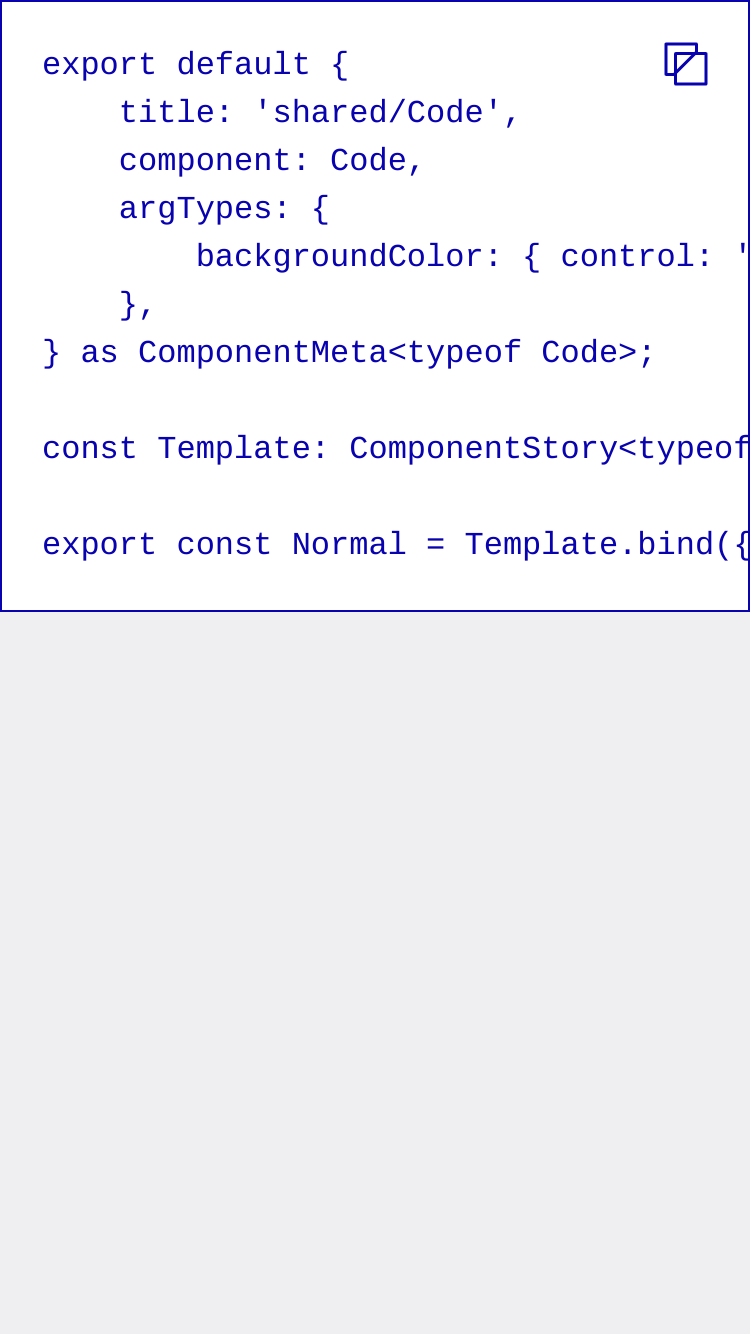 export default {
    title: 'shared/Code',
    component: Code,
    argTypes: {
        backgroundColor: { control: '
    },
} as ComponentMeta<typeof Code>;

const Template: ComponentStory<typeof

export const Normal = Template.bind({